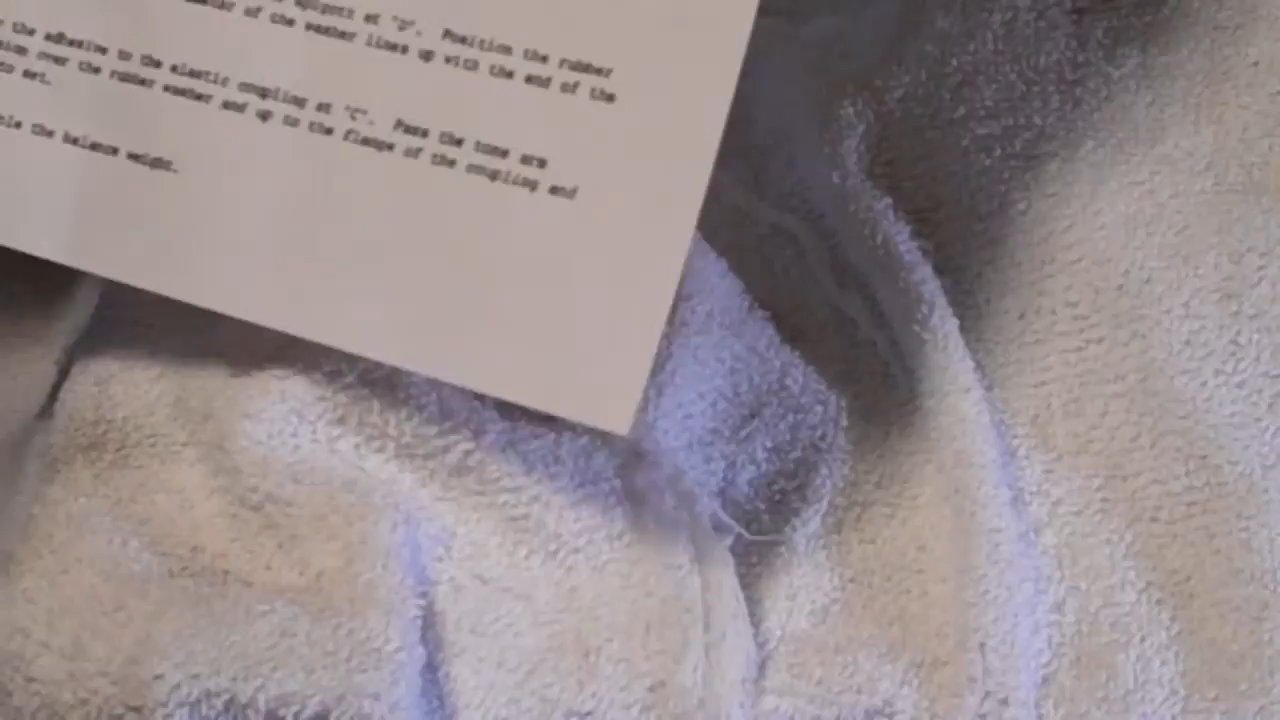 spigots at "D". Position the rubber
of the washer lines up with the end of the
the adhesive to the elastic coupling at "C". Pass the tone arm
over the rubber washer and up to the flange of the coupling and
to set.
the balance weight.